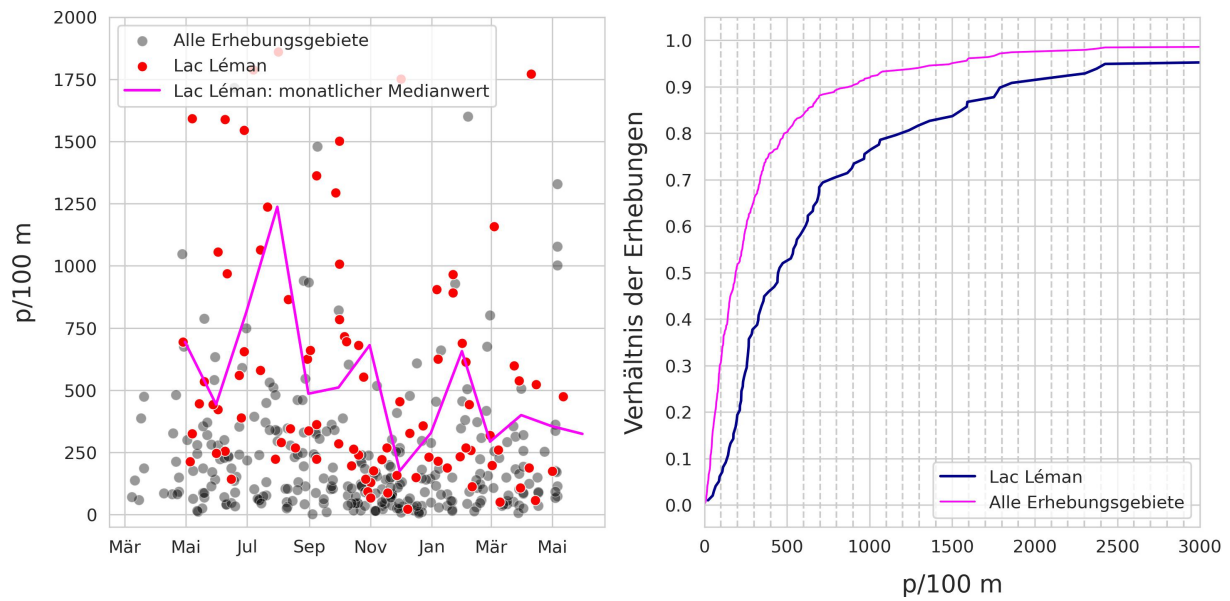 2000
1750
1500
1250
1000
750
500
250
0
p/100 m
Alle Erhebungsgebiete
Lac Léman
Lac Léman: monatlicher Medianwert
Mär Mai Jul Sep Nov Jan Mär Mai
1.0
0.9
0.8
0.7
0.6
0.5
0.4
0.3
0.2
0.1
0.0
Verhältnis der Erhebungen
Lac Léman
Alle Erhebungsgebiete
0 500 1000 1500 2000 2500 3000
p/100 m